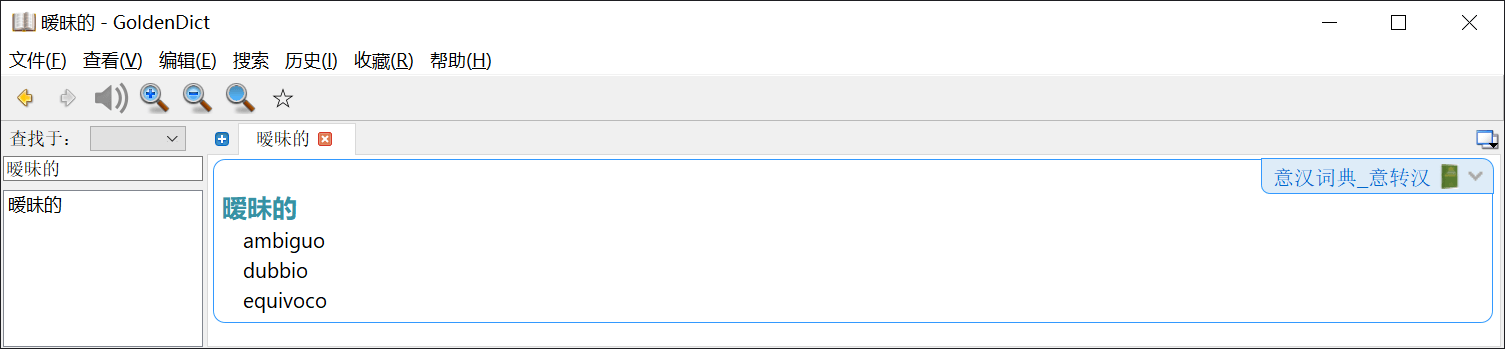 暧昧的 - GoldenDict
文件(F) 查看(V) 编辑(E) 搜索 历史(I) 收藏(R) 帮助(H)
查找于：
暧昧的
暧昧的
暧昧的
意汉词典_意转汉
暧昧的
ambiguo
dubbio
equivoco